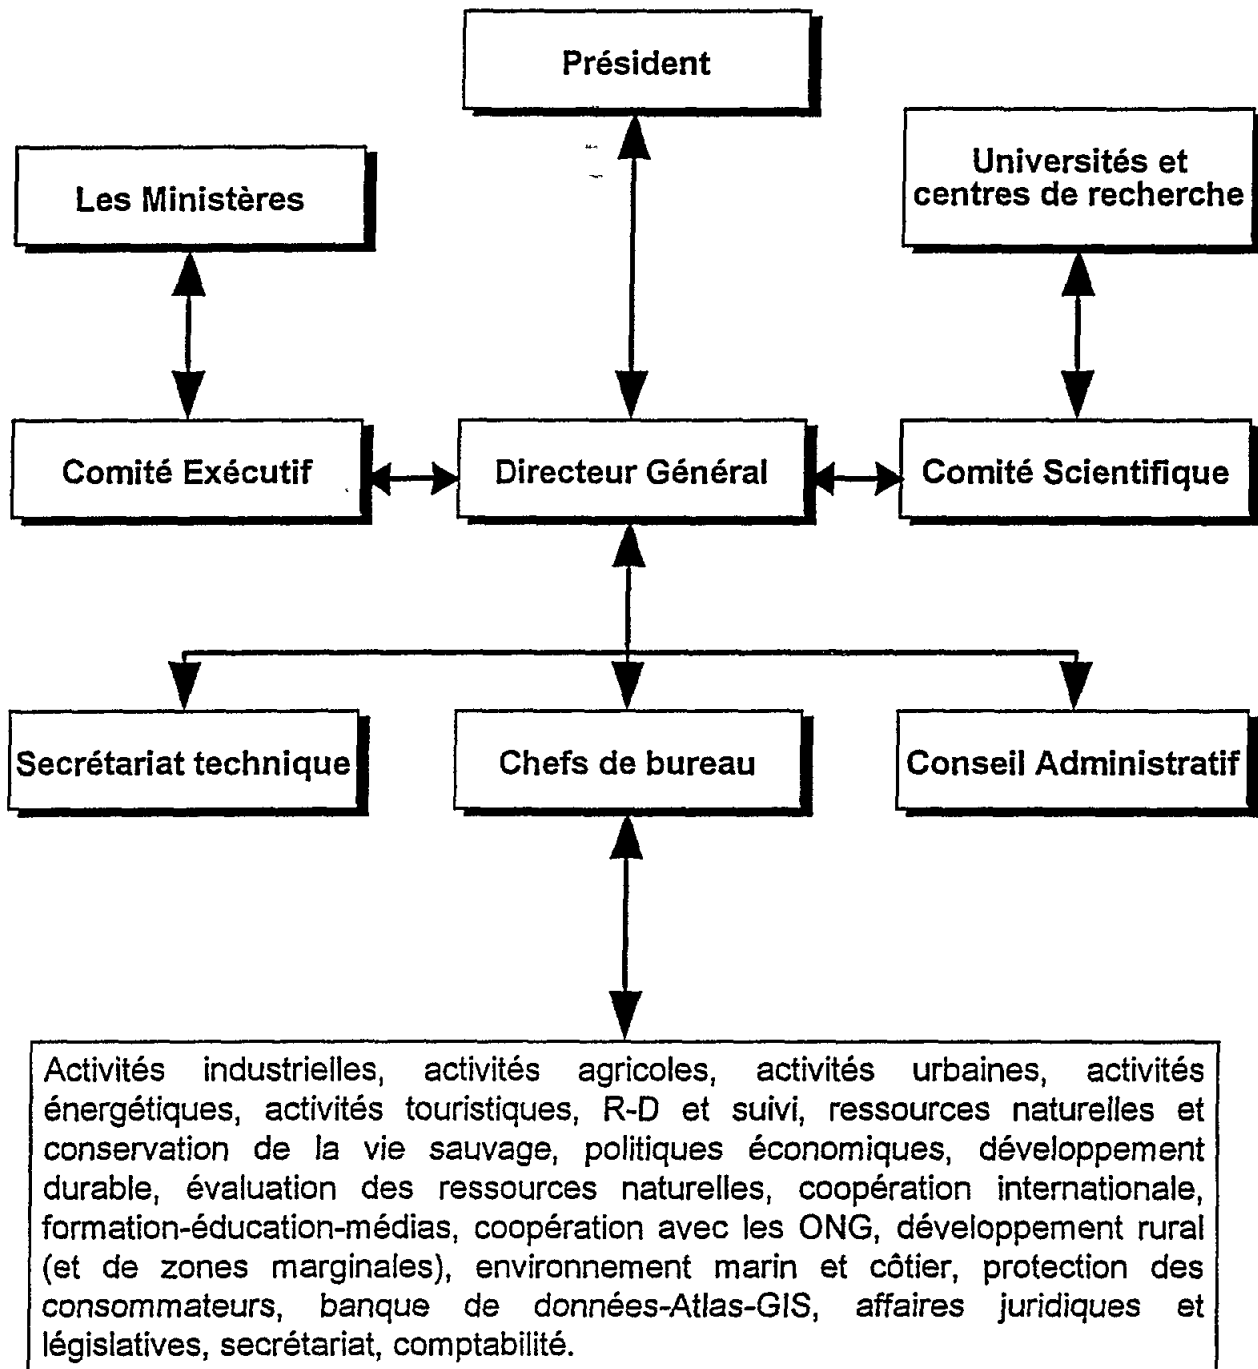 Président
Les Ministères
Universités et
centres de recherche
Comité Exécutif
Directeur Général
Comité Scientifique
Secrétariat technique
Chefs de bureau
Conseil Administratif
Activités industrielles, activités agricoles, activités urbaines, activités
énergétiques, activités touristiques, R-D et suivi, ressources naturelles et
conservation de la vie sauvage, politiques économiques, développement
durable, évaluation des ressources naturelles, coopération internationale,
formation-éducation-médias, coopération avec les ONG, développement rural
(et de zones marginales), environnement marin et côtier, protection des
consommateurs, banque de données-Atlas-GIS, affaires juridiques et
législatives, secrétariat, comptabilité.